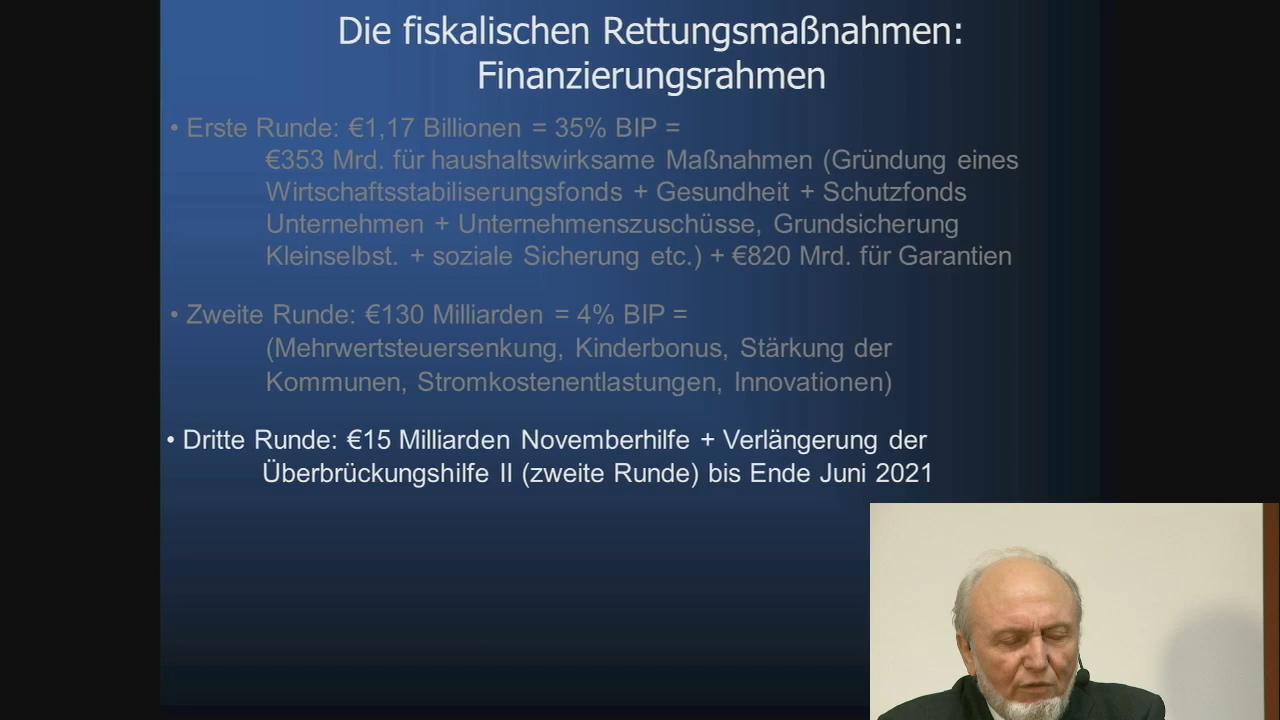 Die fiskalischen Rettungsmaßnahmen:
Finanzierungsrahmen
• Erste Runde: €1,17 Billionen = 35% BIP =
€353 Mrd. für haushaltswirksame Maßnahmen (Gründung eines
Wirtschaftsstabiliserungsfonds + Gesundheit + Schutzfonds
Unternehmen + Unternehmenszuschüsse, Grundsicherung
Kleinselbst. + soziale Sicherung etc.) + €820 Mrd. für Garantien
• Zweite Runde: €130 Milliarden = 4% BIP =
(Mehrwertsteuersenkung, Kinderbonus, Stärkung der
Kommunen, Stromkostenentlastungen, Innovationen)
• Dritte Runde: €15 Milliarden Novemberhilfe + Verlängerung der
Überbrückungshilfe II (zweite Runde) bis Ende Juni 2021